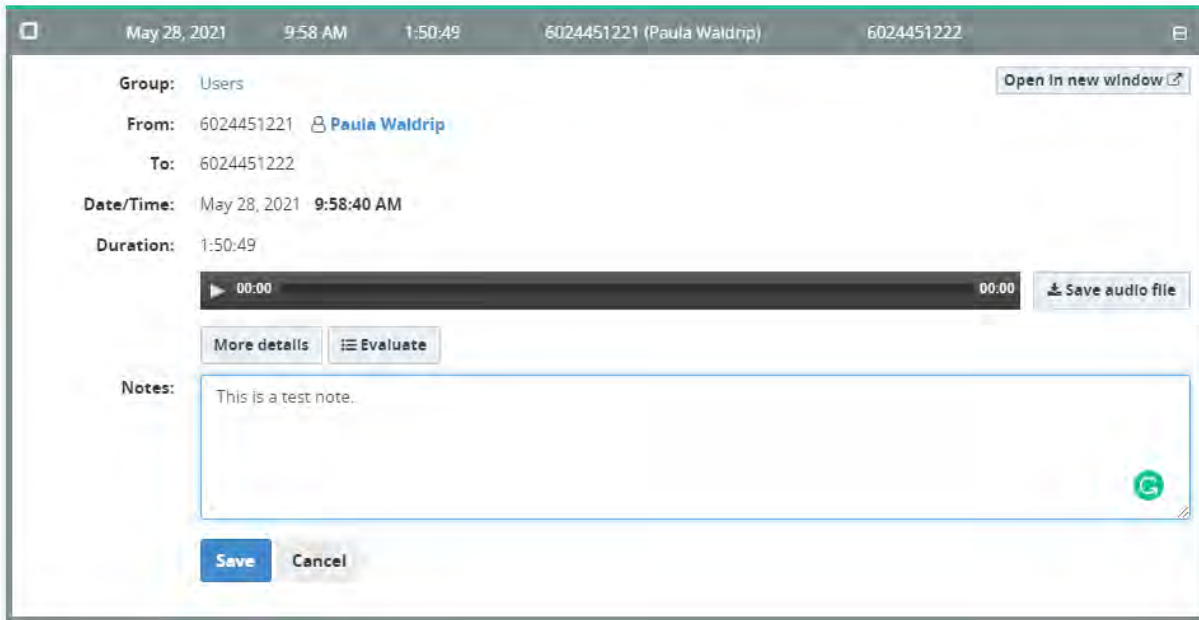 May 28, 2021 9:58 AM 1:50:49 6024451221 (Paula Waldrip) 6024451222
Group: Users Open in new window
From: 6024451221 Paula Waldrip
To: 6024451222
Date/Time: May 28, 2021 9:58:40 AM
Duration: 1:50:49
00:00 00:00 Save audio file
More details Evaluate
Notes: This is a test note.
Save Cancel